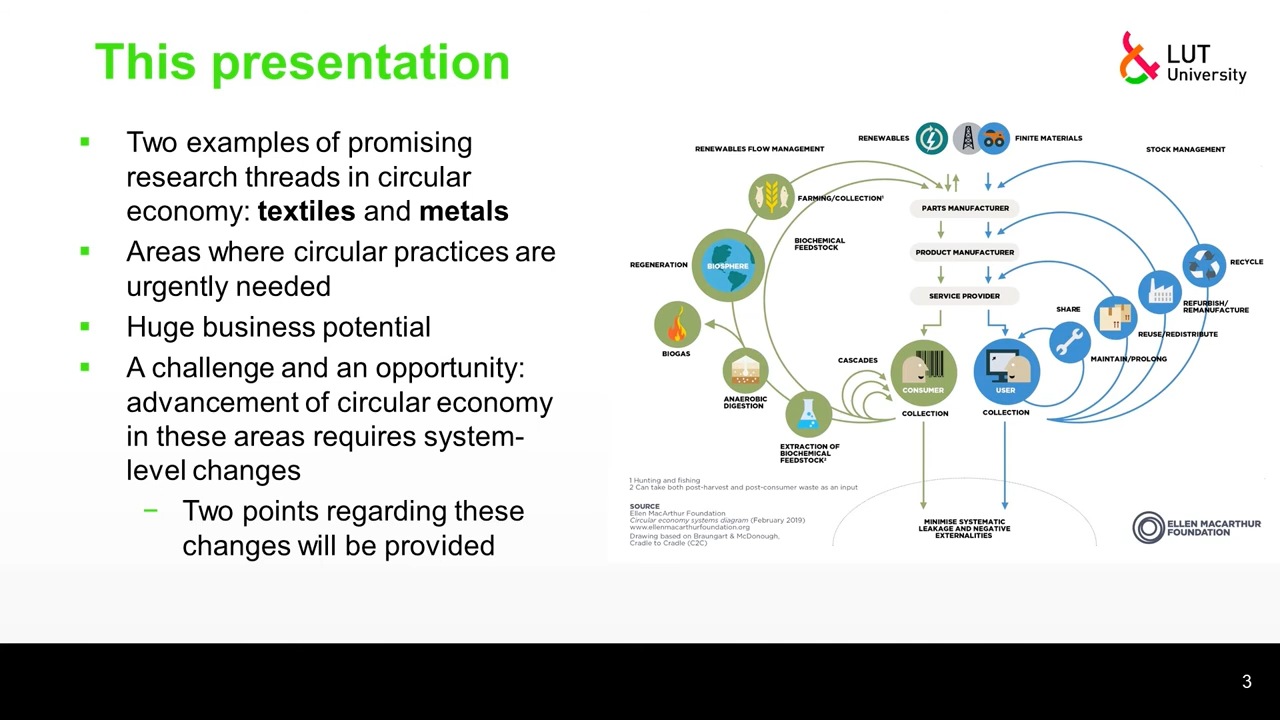 This presentation
LUT
University
▪ Two examples of promising
research threads in circular
economy: textiles and metals
▪ Areas where circular practices are
urgently needed
▪ Huge business potential
▪ A challenge and an opportunity:
advancement of circular economy
in these areas requires system-
level changes
− Two points regarding these
changes will be provided
RENEWABLES
FINITE MATERIALS
RENEWABLES FLOW MANAGEMENT
STOCK MANAGEMENT
FARMING/COLLECTION¹
PARTS MANUFACTURER
BIOCHEMICAL
FEEDSTOCK
PRODUCT MANUFACTURER
REGENERATION
BIOSPHERE
RECYCLE
SERVICE PROVIDER
SHARE
REFURBISH/
REMANUFACTURE
REUSE/REDISTRIBUTE
BIOGAS
CASCADES
MAINTAIN/PROLONG
CONSUMER
USER
ANAEROBIC
DIGESTION
COLLECTION
COLLECTION
EXTRACTION OF
BIOCHEMICAL
FEEDSTOCK²
1 Hunting and fishing
2 Can take both post-harvest and post-consumer waste as an input
SOURCE
Ellen MacArthur Foundation
Circular economy systems diagram (February 2019)
www.ellenmacarthurfoundation.org
Drawing based on Braungart & McDonough,
Cradle to Cradle (C2C)
MINIMISE SYSTEMATIC
LEAKAGE AND NEGATIVE
EXTERNALITIES
ELLEN MACARTHUR
FOUNDATION
3